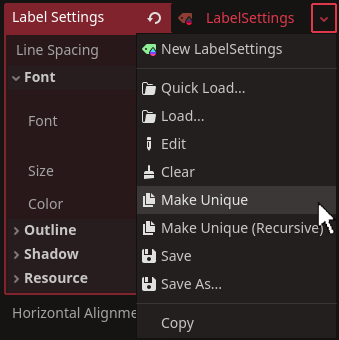 Label Settings
LabelSettings
Line Spacing
Font
Font
Size
Color
Outline
Shadow
Resource
Horizontal Alignme
New LabelSettings
Quick Load...
Load...
Edit
Clear
Make Unique
Make Unique (Recursive)
Save
Save As...
Copy